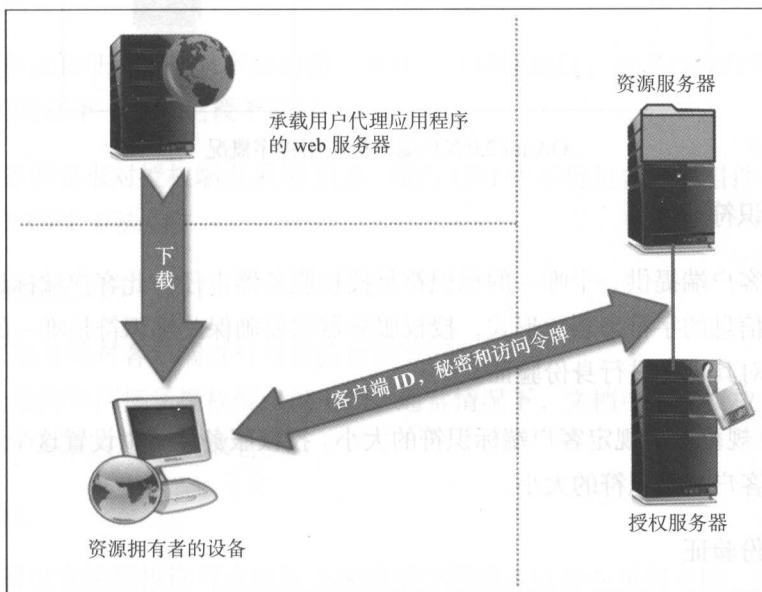 承载用户代理应用程序
的 web 服务器
资源服务器
下载
客户端 ID，秘密和访问令牌
资源拥有者的设备
授权服务器